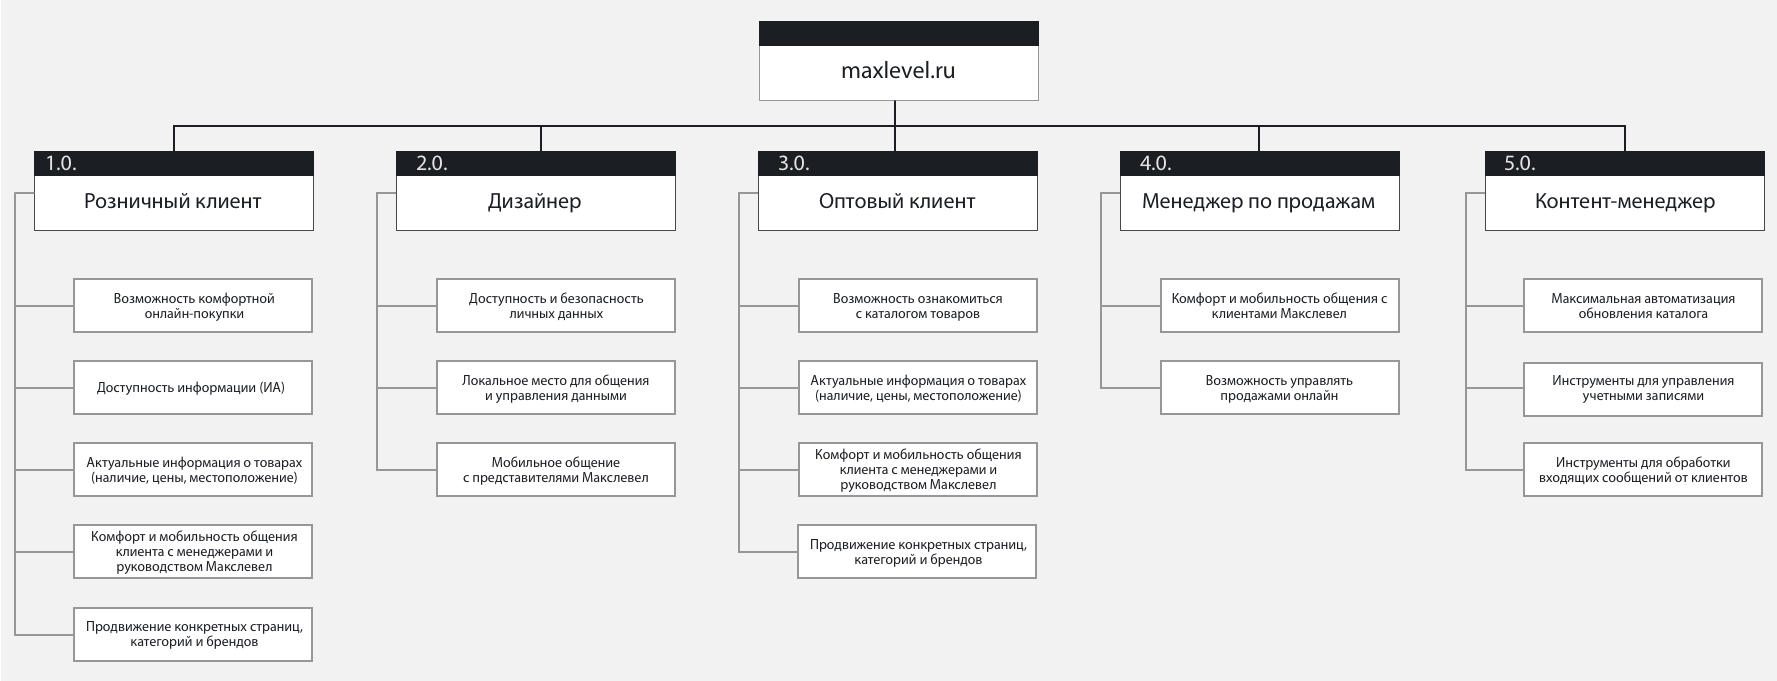 maxlevel.ru
1.0.
Розничный клиент
Возможность комфортной
онлайн-покупки
Доступность информации (ИА)
Актуальные информация о товарах
(наличие, цены, местоположение)
Комфорт и мобильность общения
клиента с менеджерами и
руководством Макслевел
Продвижение конкретных страниц,
категорий и брендов
2.0.
Дизайнер
Доступность и безопасность
личных данных
Локальное место для общения
и управления данными
Мобильное общение
с представителями Макслевел
3.0.
Оптовый клиент
Возможность ознакомиться
с каталогом товаров
Актуальные информация о товарах
(наличие, цены, местоположение)
Комфорт и мобильность общения
клиента с менеджерами и
руководством Макслевел
Продвижение конкретных страниц,
категорий и брендов
4.0.
Менеджер по продажам
Комфорт и мобильность общения с
клиентами Макслевел
Возможность управлять
продажами онлайн
5.0.
Контент-менеджер
Максимальная автоматизация
обновления каталога
Инструменты для управления
учетными записями
Инструменты для обработки
входящих сообщений от клиентов